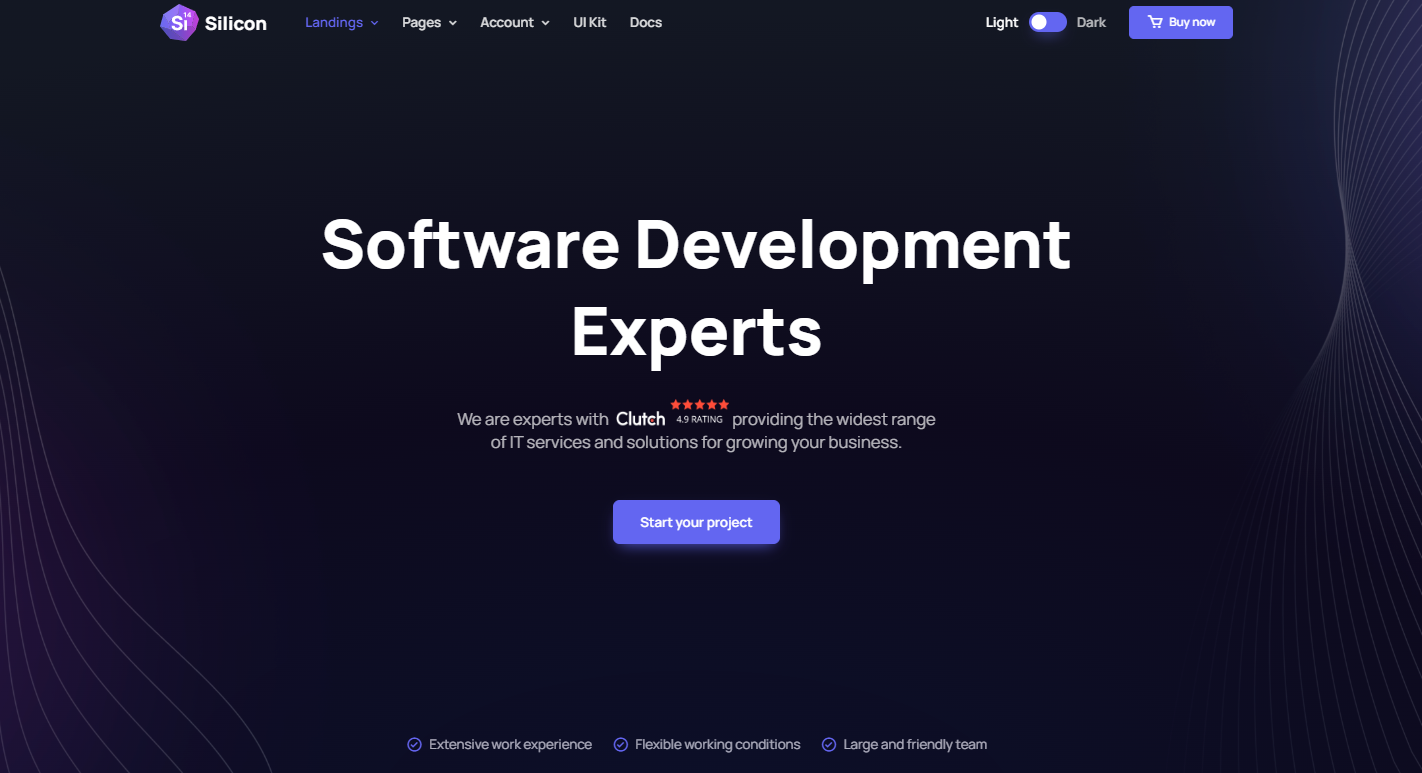 Si 14 Silicon Landings Pages Account UI Kit Docs Light Dark Buy now
Software Development
Experts
We are experts with Clutch 4.9 RATING providing the widest range
of IT services and solutions for growing your business.
Start your project
Extensive work experience Flexible working conditions Large and friendly team